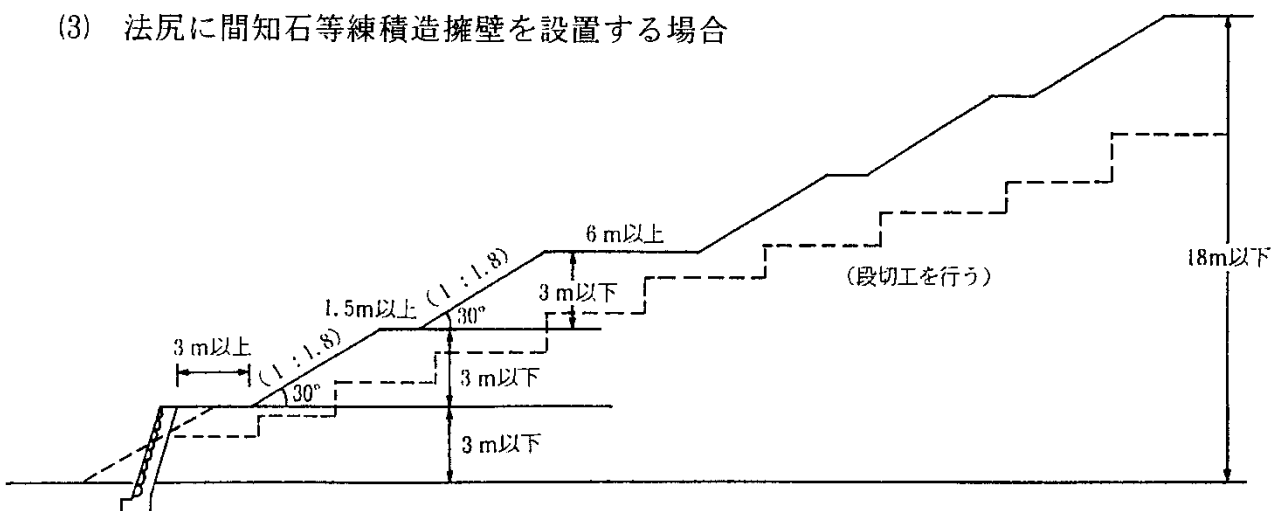 (3) 法尻に間知石等練積造擁壁を設置する場合
6m以上
18m以下
(1:1.8)
3m以下
(段切工を行う)
1.5m以上
30°
3m以上
(1:1.8)
3m以下
30°
3m以下